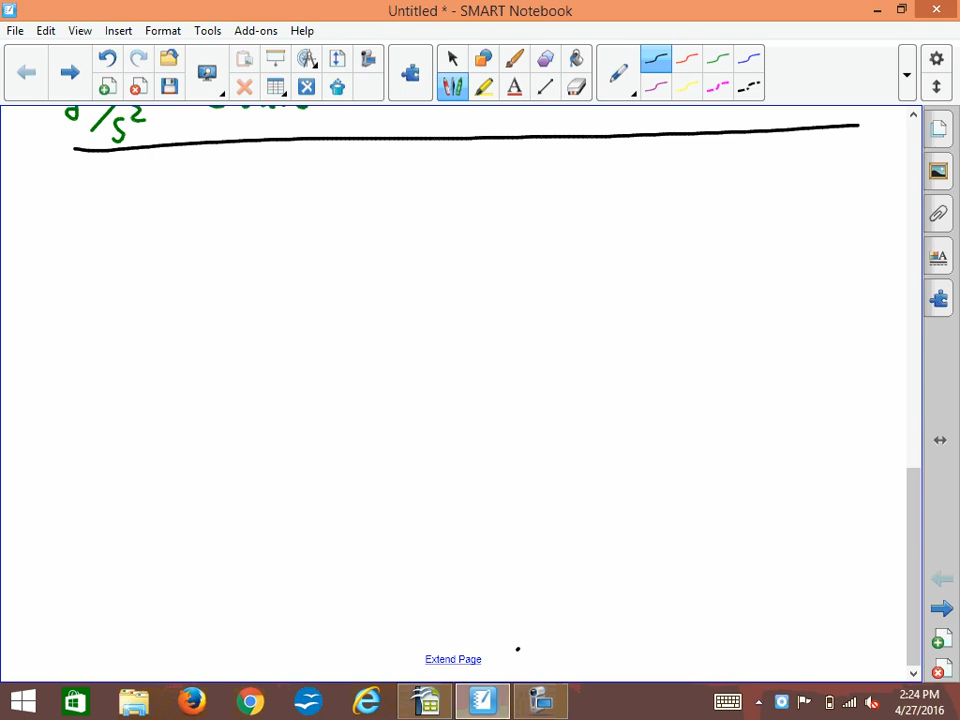 Untitled * - SMART Notebook
File Edit View Insert Format Tools Add-ons Help
/s²
Extend Page
2:24 PM
4/27/2016